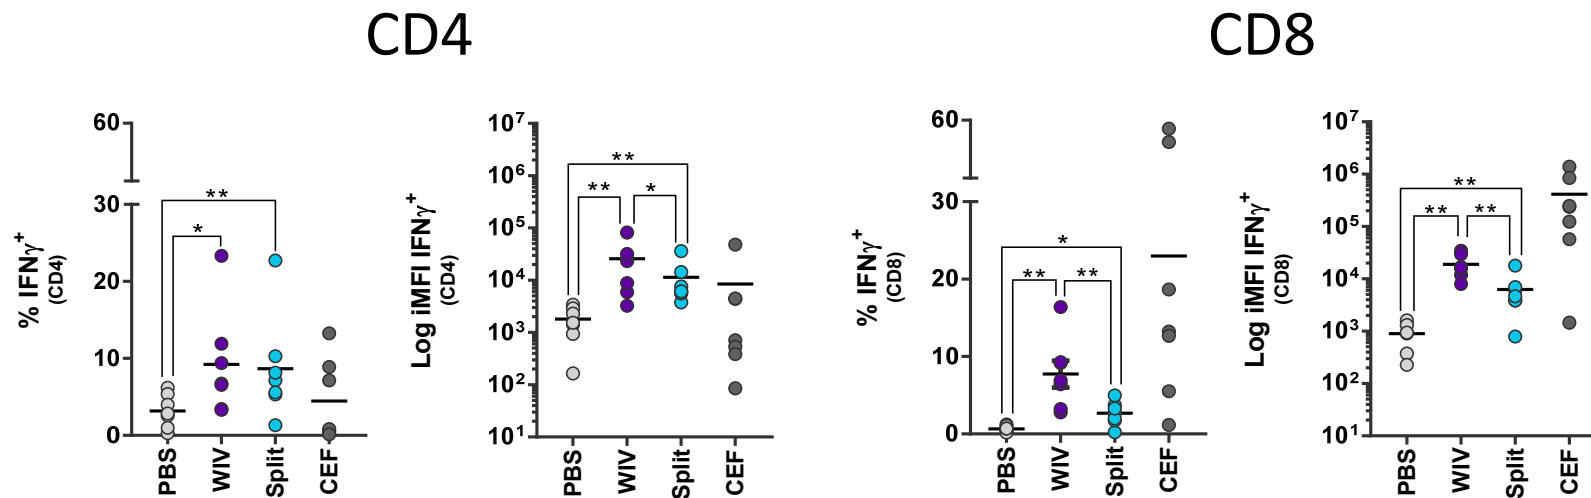 CD4
CD8
% IFNγ+
(CD4)
60
30
20
10
0
**
*
PBS
WIV
Split
CEF
Log iMFI IFNγ+
(CD4)
10⁷
10⁶
10⁵
10⁴
10³
10²
10¹
**
**
*
PBS
WIV
Split
CEF
% IFNγ+
(CD8)
60
30
20
10
0
*
**
**
PBS
WIV
Split
CEF
Log iMFI IFNγ+
(CD8)
10⁷
10⁶
10⁵
10⁴
10³
10²
10¹
**
**
**
PBS
WIV
Split
CEF